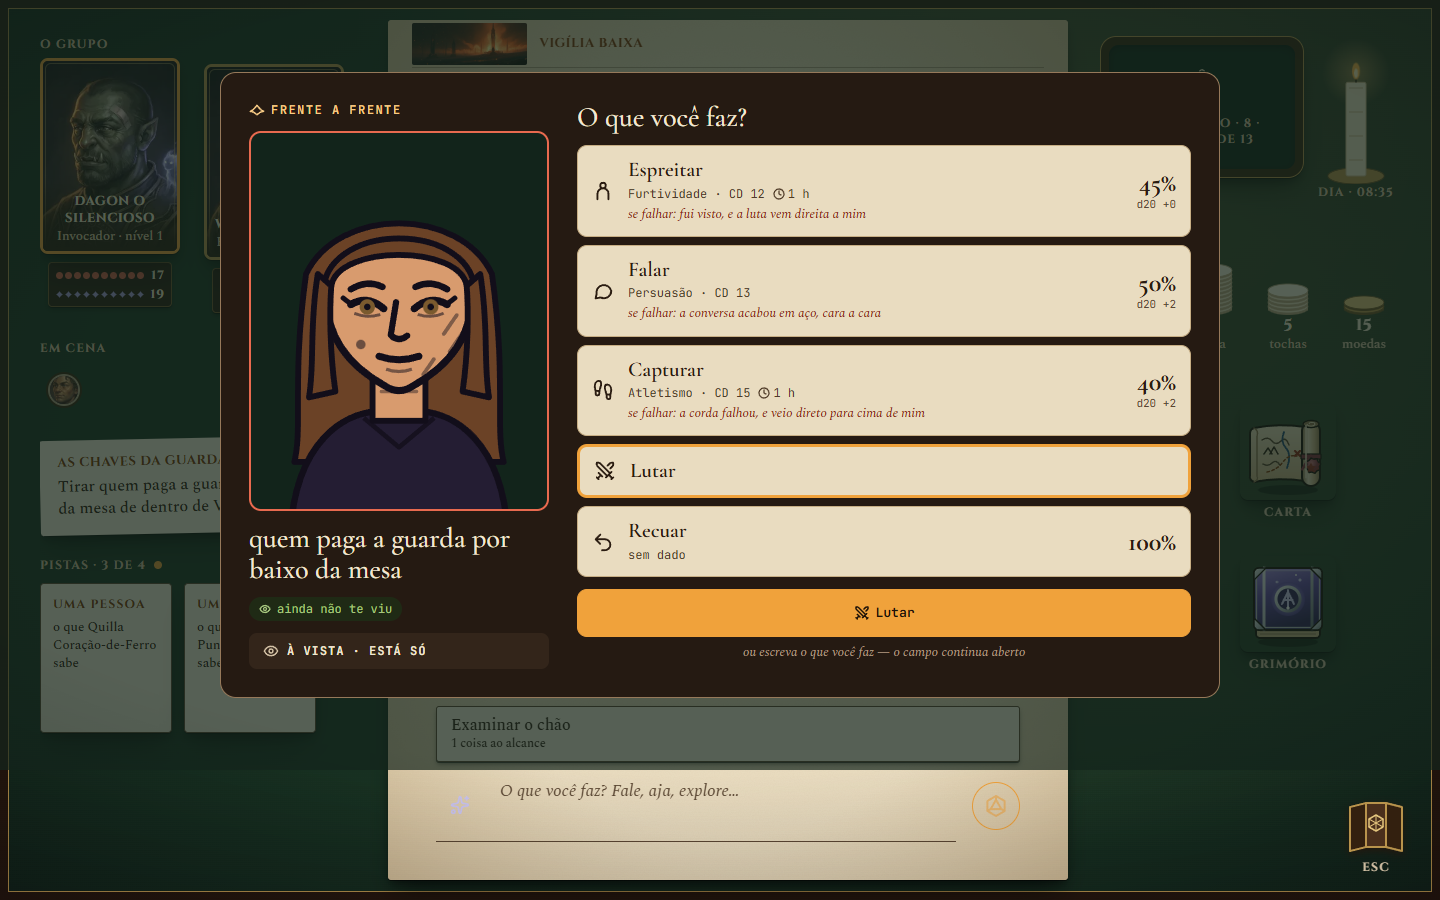 O GRUPO
DAGON O
SILENCIOSO
Invocador · nível 1
17
19
EM CENA
AS CHAVES DA GUARDA
Tirar quem paga a
da mesa de dentro de
PISTAS · 3 DE 4
UMA PESSOA
o que Quilla
Coração-de-Ferro
sabe
VIGÍLIA BAIXA
FRENTE A FRENTE
quem paga a guarda por
baixo da mesa
ainda não te viu
À VISTA · ESTÁ SÓ
O que você faz?
Espreitar
Furtividade · CD 12 1 h
se falhar: fui visto, e a luta vem direita a mim
45%
d20 +0
Falar
Persuasão · CD 13
se falhar: a conversa acabou em aço, cara a cara
50%
d20 +2
Capturar
Atletismo · CD 15 1 h
se falhar: a corda falhou, e veio direto para cima de mim
40%
d20 +2
Lutar
Recuar
sem dado
100%
Lutar
ou escreva o que você faz — o campo continua aberto
Examinar o chão
1 coisa ao alcance
O que você faz? Fale, aja, explore...
O · 8 ·
DE 13
DIA · 08:35
5
tochas
15
moedas
CARTA
GRIMÓRIO
ESC